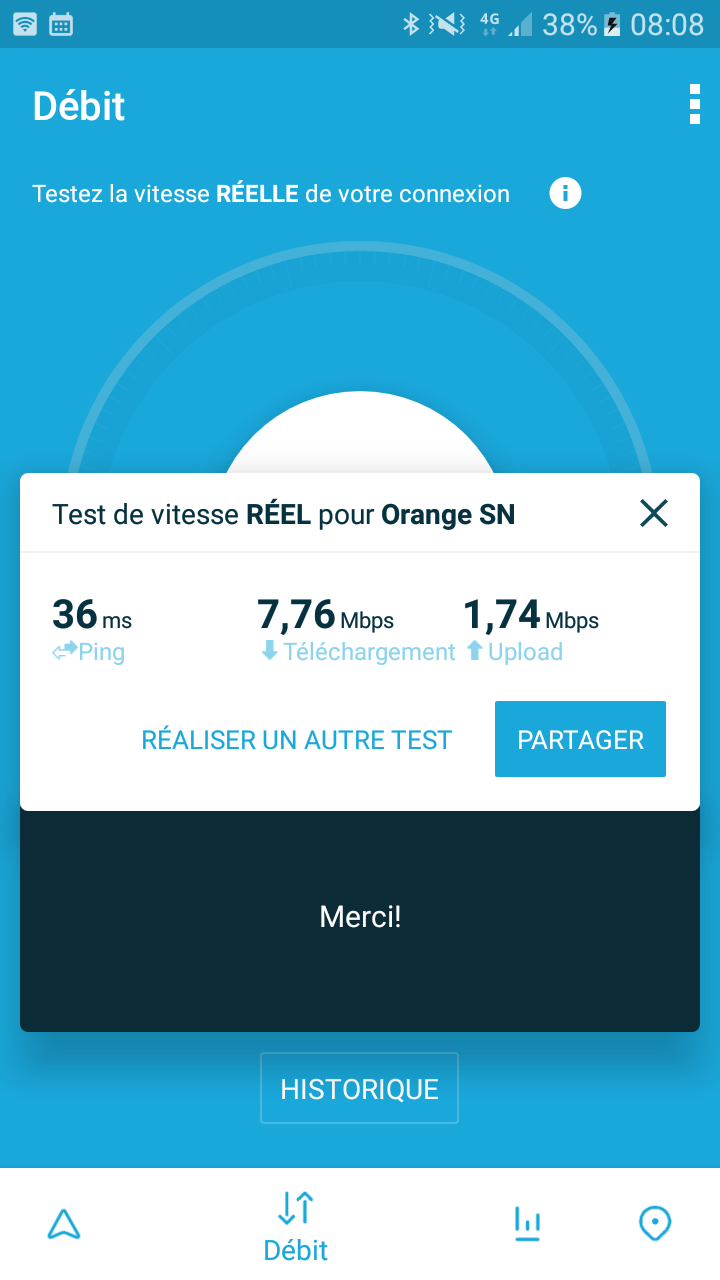 4G 38% 08:08
Débit
Testez la vitesse RÉELLE de votre connexion
Test de vitesse RÉEL pour Orange SN
36 ms 7,76 Mbps 1,74 Mbps
Ping Téléchargement Upload
RÉALISER UN AUTRE TEST PARTAGER
Merci!
HISTORIQUE
Débit